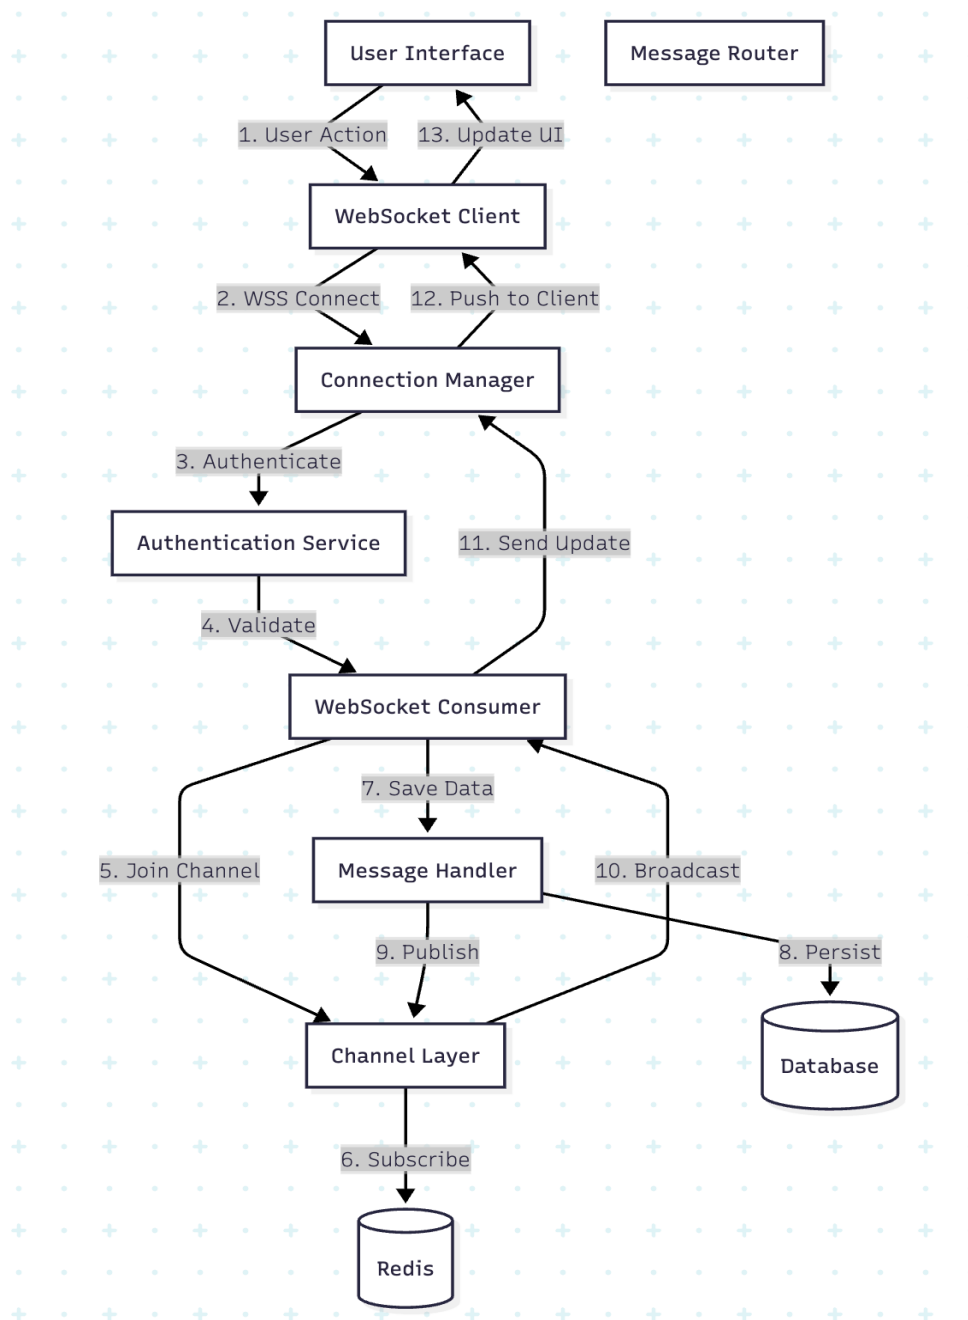 User Interface
Message Router
1. User Action
13. Update UI
WebSocket Client
2. WSS Connect
12. Push to Client
Connection Manager
3. Authenticate
Authentication Service
11. Send Update
4. Validate
WebSocket Consumer
7. Save Data
5. Join Channel
Message Handler
10. Broadcast
9. Publish
8. Persist
Channel Layer
Database
6. Subscribe
Redis